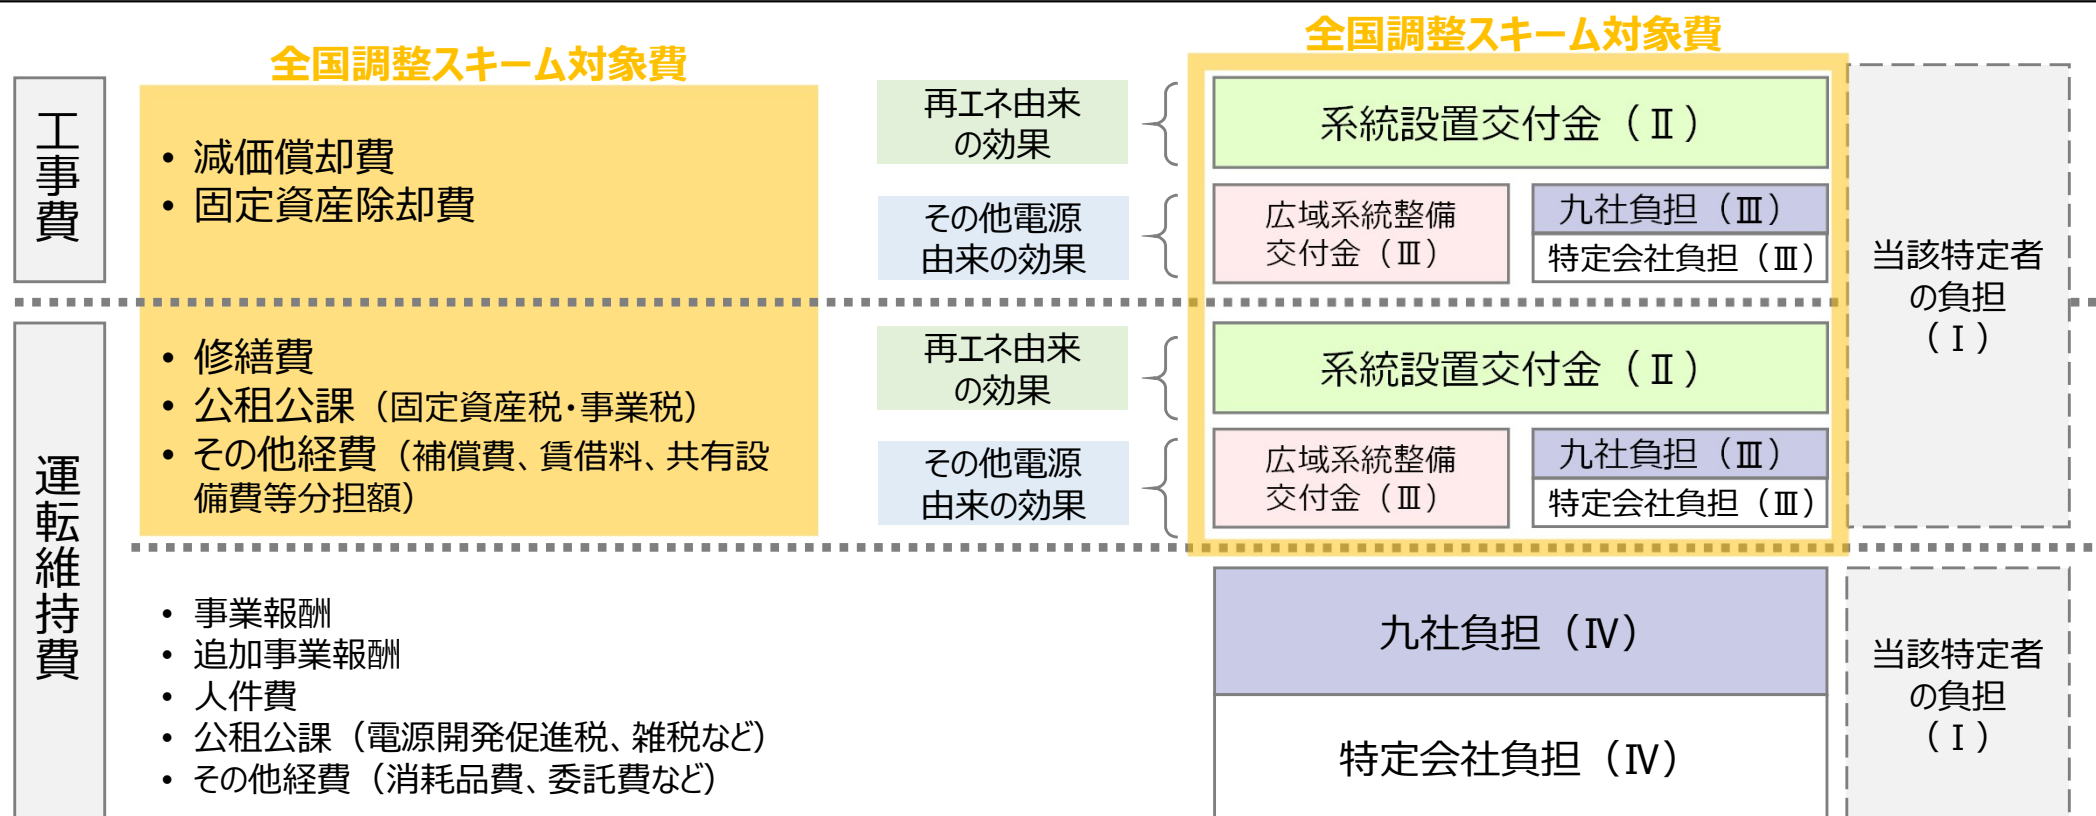 全国調整スキーム対象費
全国調整スキーム対象費
工事費
• 減価償却費
• 固定資産除却費
再エネ由来
の効果
系統設置交付金（Ⅱ）
その他電源
由来の効果
広域系統整備
交付金（Ⅲ）
九社負担（Ⅲ）
特定会社負担（Ⅲ）
当該特定者
の負担
（Ⅰ）
運転維持費
• 修繕費
• 公租公課（固定資産税・事業税）
• その他経費（補償費、賃借料、共有設
備費等分担額）
再エネ由来
の効果
系統設置交付金（Ⅱ）
その他電源
由来の効果
広域系統整備
交付金（Ⅲ）
九社負担（Ⅲ）
特定会社負担（Ⅲ）
• 事業報酬
• 追加事業報酬
• 人件費
• 公租公課（電源開発促進税、雑税など）
• その他経費（消耗品費、委託費など）
九社負担（Ⅳ）
特定会社負担（Ⅳ）
当該特定者
の負担
（Ⅰ）